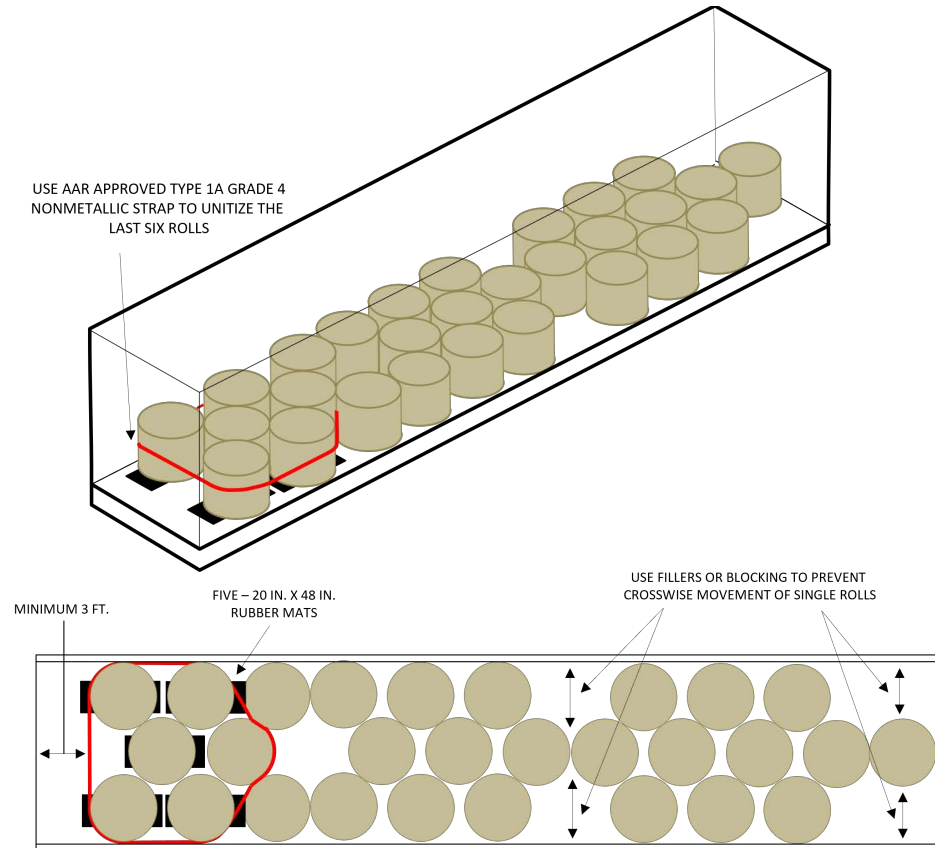 USE AAR APPROVED TYPE 1A GRADE 4
NONMETALLIC STRAP TO UNITIZE THE
LAST SIX ROLLS
MINIMUM 3 FT.
FIVE – 20 IN. X 48 IN.
RUBBER MATS
USE FILLERS OR BLOCKING TO PREVENT
CROSSWISE MOVEMENT OF SINGLE ROLLS